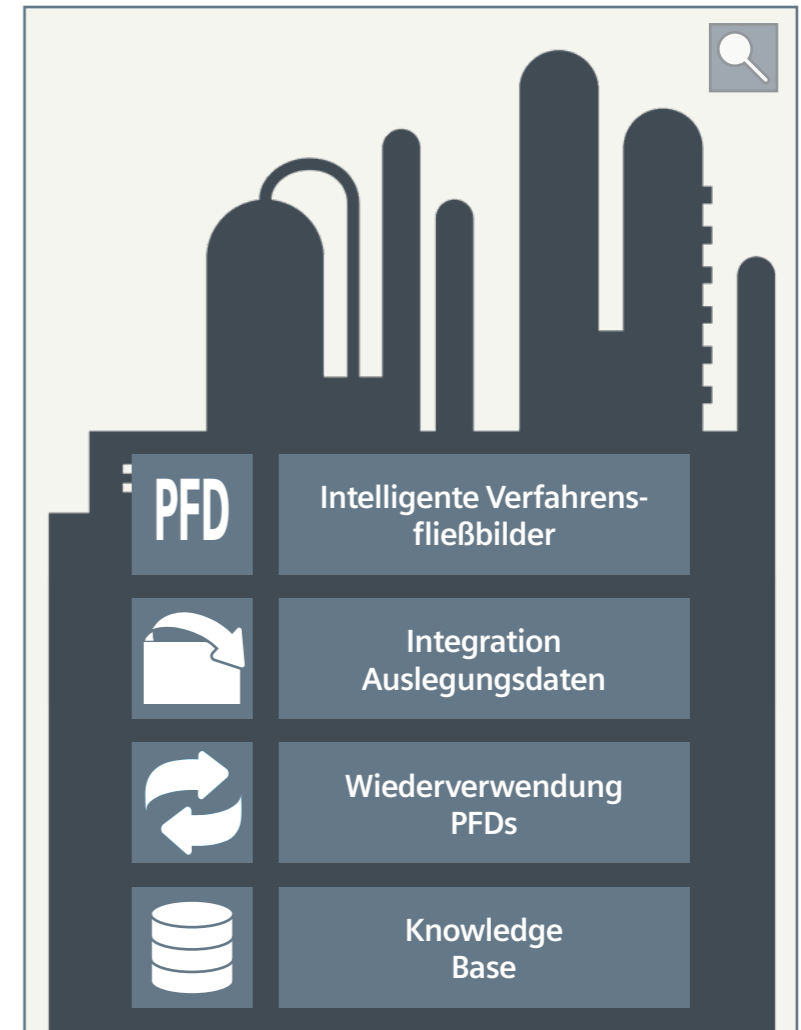 PFD
Intelligente Verfahrens-
fließbilder
Integration
Auslegungsdaten
Wiederverwendung
PFDs
Knowledge
Base